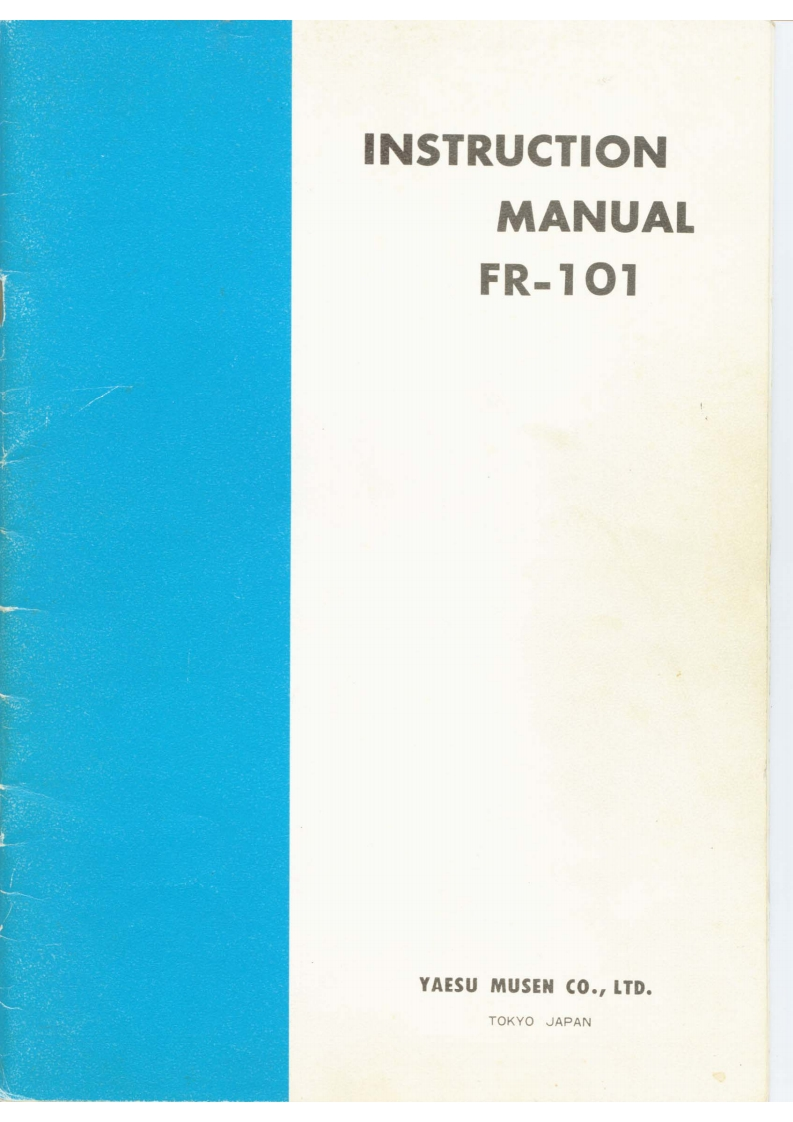 INSTRUCTION
MANUAL
FR-101
YAESU MUSEN CO., LTD.
TOKYO JAPAN